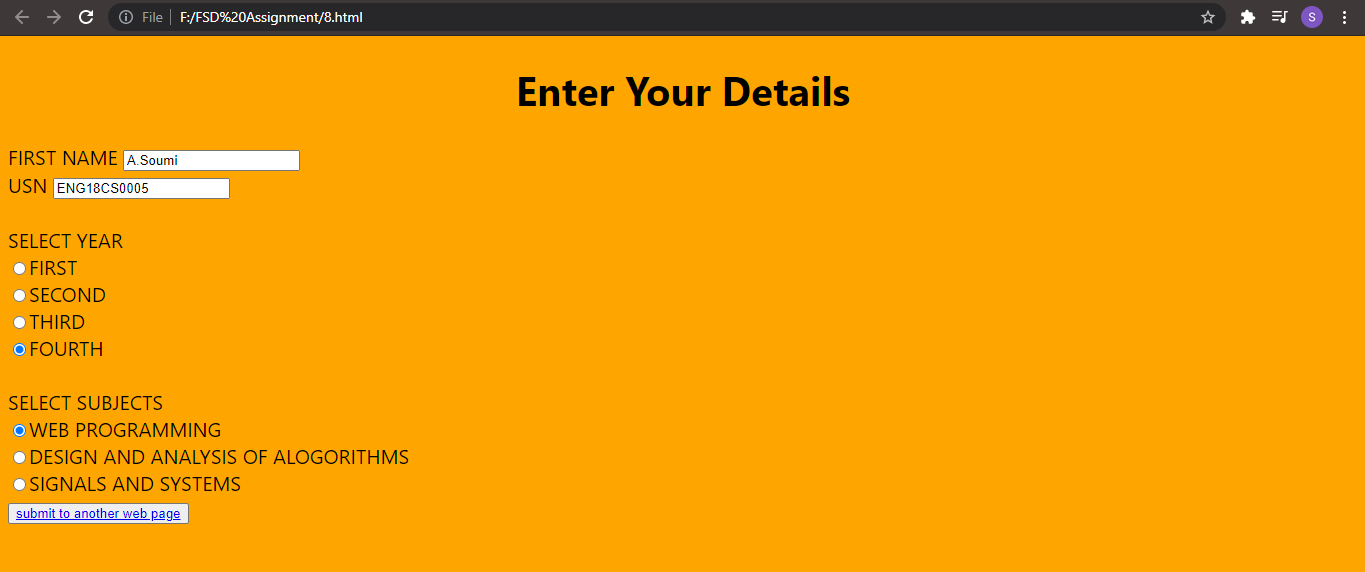 File F:/FSD%20Assignment/8.html
S
Enter Your Details
FIRST NAME A.Soumi
USN ENG18CS0005
SELECT YEAR
FIRST
SECOND
THIRD
FOURTH
SELECT SUBJECTS
WEB PROGRAMMING
DESIGN AND ANALYSIS OF ALOGORITHMS
SIGNALS AND SYSTEMS
submit to another web page